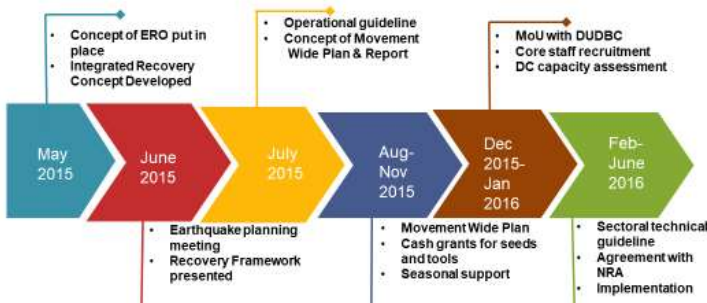 • Concept of ERO put in
place
• Integrated Recovery
Concept Developed
• Operational guideline
• Concept of Movement
Wide Plan & Report
• MoU with DUDBC
• Core staff recruitment
• DC capacity assessment
May
2015
June
2015
July
2015
Aug-
Nov
2015
Dec
2015-
Jan
2016
Feb-
June
2016
• Earthquake planning
meeting
• Recovery Framework
presented
• Movement Wide Plan
• Cash grants for seeds
and tools
• Seasonal support
• Sectoral technical
guideline
• Agreement with
NRA
• Implementation